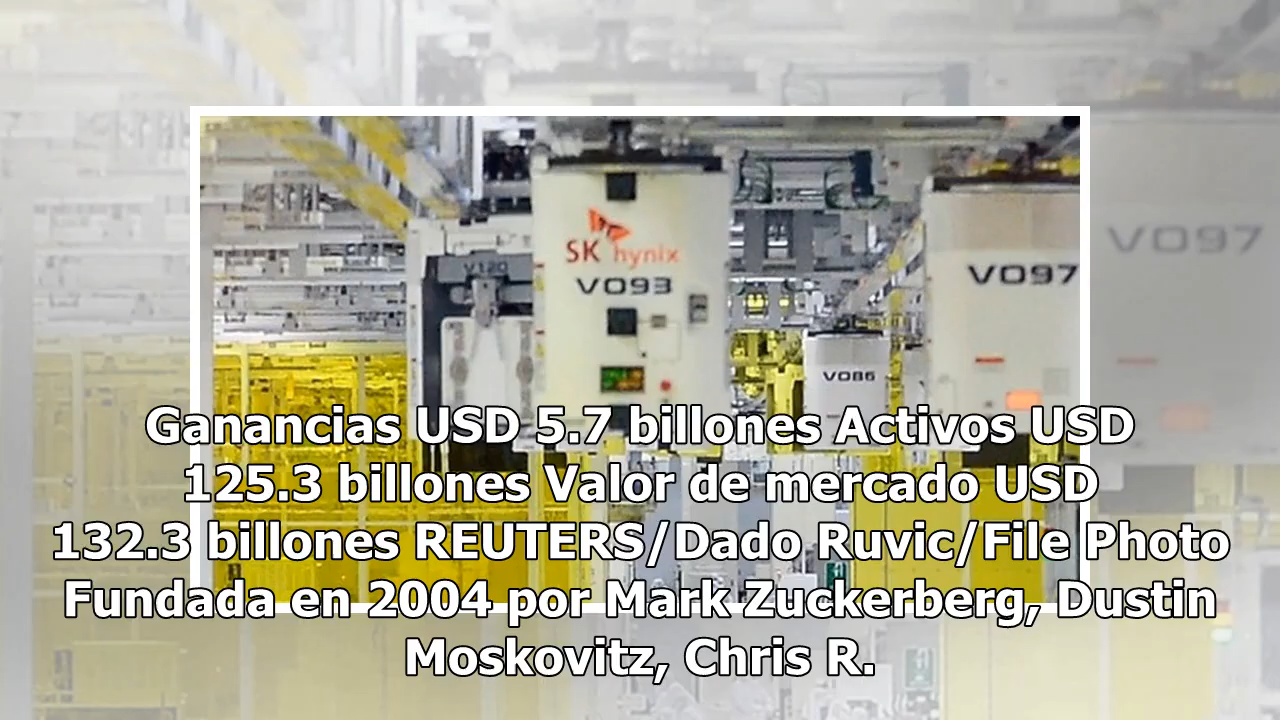 SK hynix
V093
V120
V097
V086
V097
Ganancias USD 5.7 billones Activos USD
125.3 billones Valor de mercado USD
132.3 billones REUTERS/Dado Ruvic/File Photo
Fundada en 2004 por Mark Zuckerberg, Dustin
Moskovitz, Chris R.